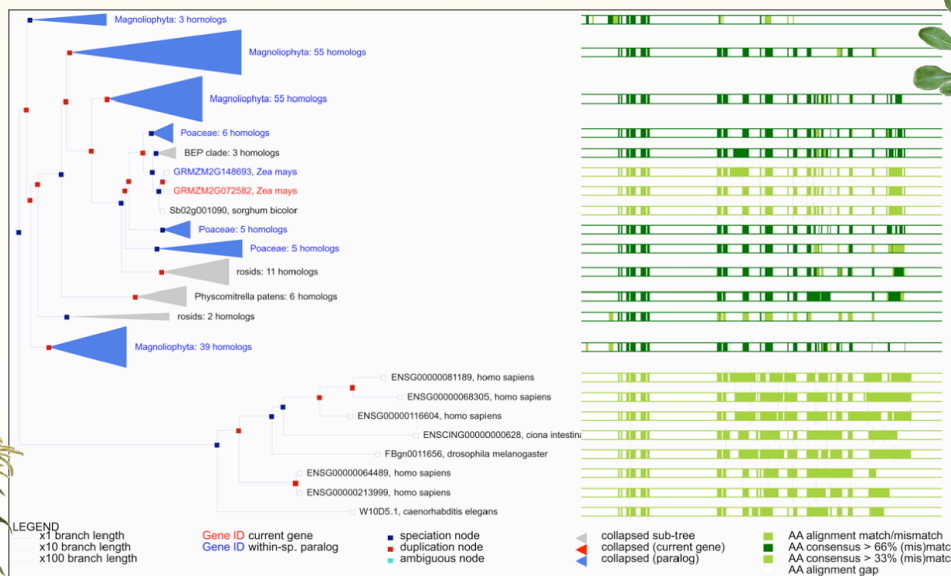 Magnoliophyta: 3 homologs
Magnoliophyta: 55 homologs
Magnoliophyta: 55 homologs
Poaceae: 6 homologs
BEP clade: 3 homologs
GRMZM2G148693, Zea mays
GRMZM2G072582, Zea mays
Sb02g001090, sorghum bicolor
Poaceae: 5 homologs
Poaceae: 5 homologs
rosids: 11 homologs
Physcomitrella patens: 6 homologs
rosids: 2 homologs
Magnoliophyta: 39 homologs
ENSG00000081189, homo sapiens
ENSG00000068305, homo sapiens
ENSG00000116604, homo sapiens
ENSCING00000000628, ciona intestina
FBgn0011656, drosophila melanogaster
ENSG00000064489, homo sapiens
ENSG00000213999, homo sapiens
W10D5.1, caenorhabditis elegans
LEGEND
x1 branch length
x10 branch length
x100 branch length
Gene ID current gene
Gene ID within-sp. paralog
speciation node
duplication node
ambiguous node
collapsed sub-tree
collapsed (current gene)
collapsed (paralog)
AA alignment match/mismatch
AA consensus > 66% (mis)matc
AA consensus > 33% (mis)matc
AA alignment gap